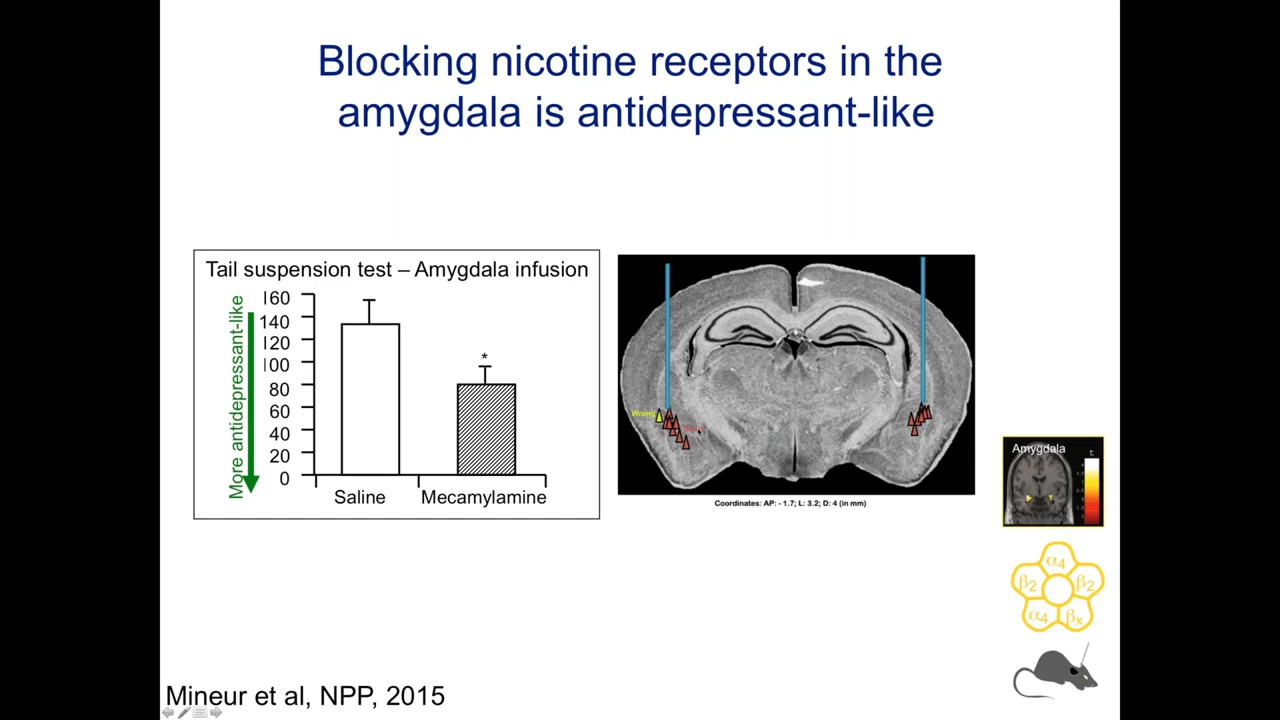 Blocking nicotine receptors in the
amygdala is antidepressant-like
Tail suspension test – Amygdala infusion
More antidepressant-like
160
140
120
100
80
60
40
20
0
*
Saline
Mecamylamine
Wrong
Coordinates: AP: - 1.7; L: 3.2; D: 4 (in mm)
Amygdala
t
α4
β2
β2
α4
βx
Mineur et al, NPP, 2015